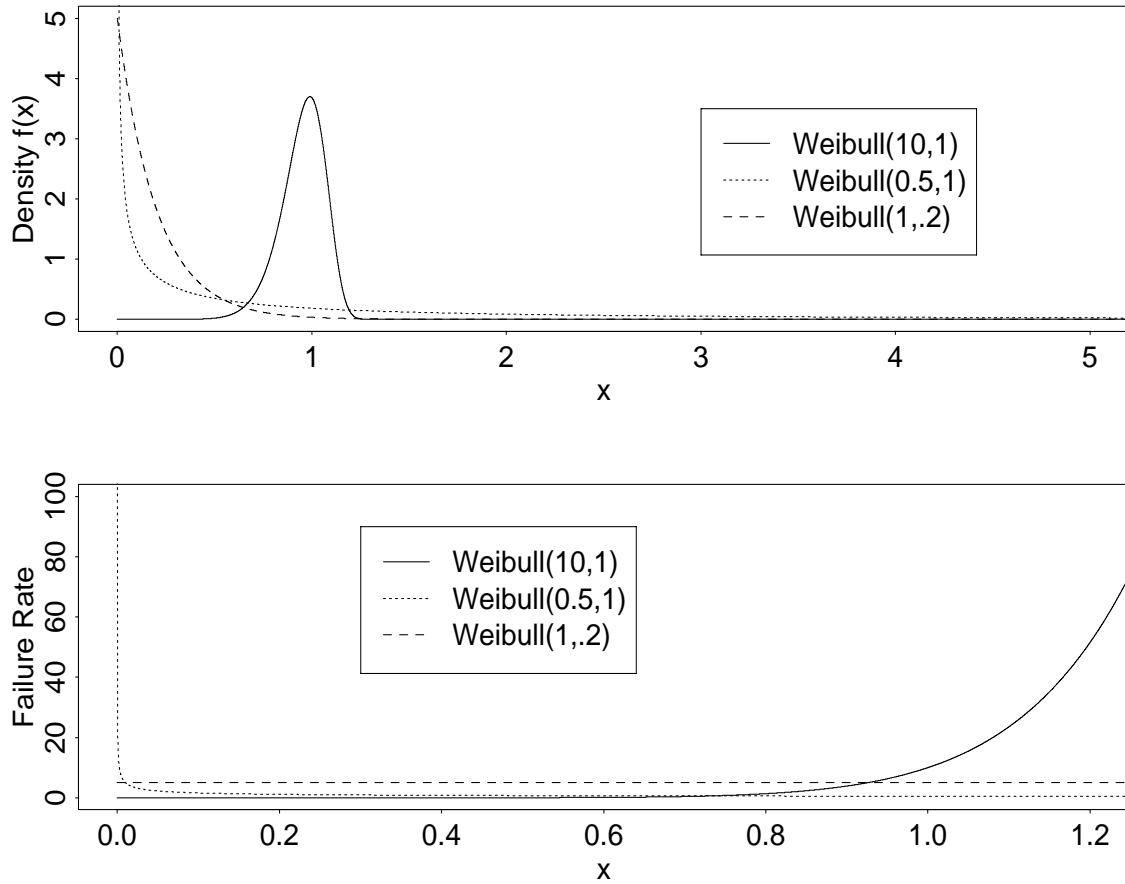 5
4
3
2
1
0
Density f(x)
Weibull(10,1)
Weibull(0.5,1)
Weibull(1,.2)
0 1 2 3 4 5
x
100
80
60
40
20
0
Failure Rate
Weibull(10,1)
Weibull(0.5,1)
Weibull(1,.2)
0.0 0.2 0.4 0.6 0.8 1.0 1.2
x